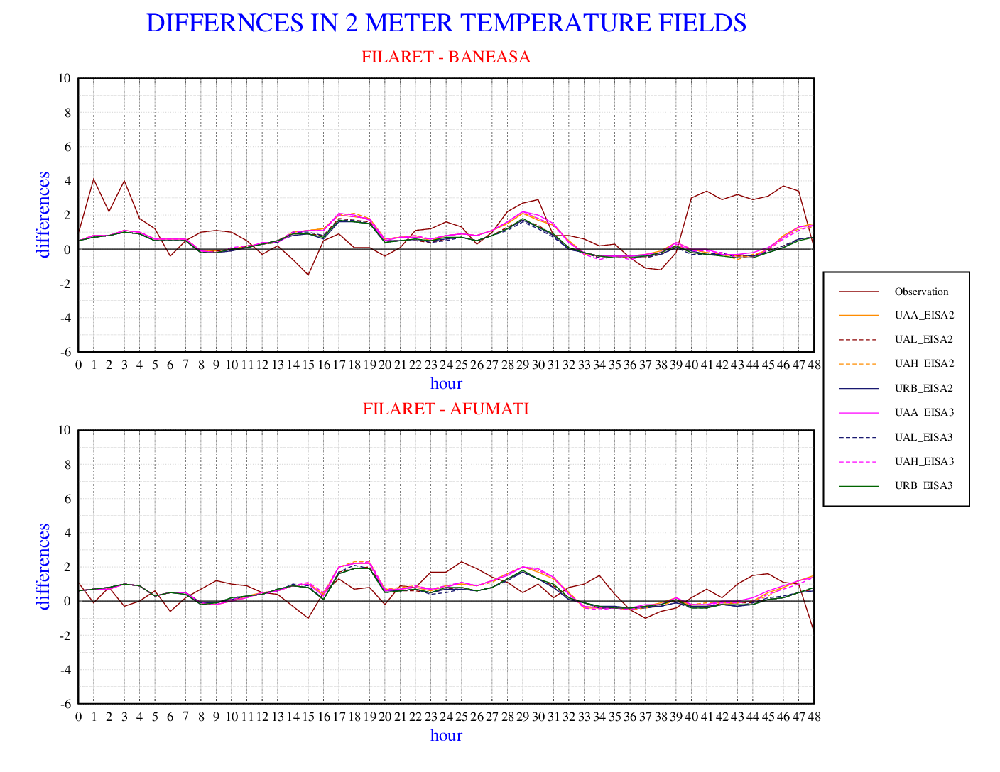 DIFFERNCES IN 2 METER TEMPERATURE FIELDS
FILARET - BANEASA
10
8
6
4
2
0
-2
-4
-6
differences
0 1 2 3 4 5 6 7 8 9 10 11 12 13 14 15 16 17 18 19 20 21 22 23 24 25 26 27 28 29 30 31 32 33 34 35 36 37 38 39 40 41 42 43 44 45 46 47 48
hour
FILARET - AFUMATI
10
8
6
4
2
0
-2
-4
-6
differences
0 1 2 3 4 5 6 7 8 9 10 11 12 13 14 15 16 17 18 19 20 21 22 23 24 25 26 27 28 29 30 31 32 33 34 35 36 37 38 39 40 41 42 43 44 45 46 47 48
hour
Observation
UAA_EISA2
UAL_EISA2
UAH_EISA2
URB_EISA2
UAA_EISA3
UAL_EISA3
UAH_EISA3
URB_EISA3